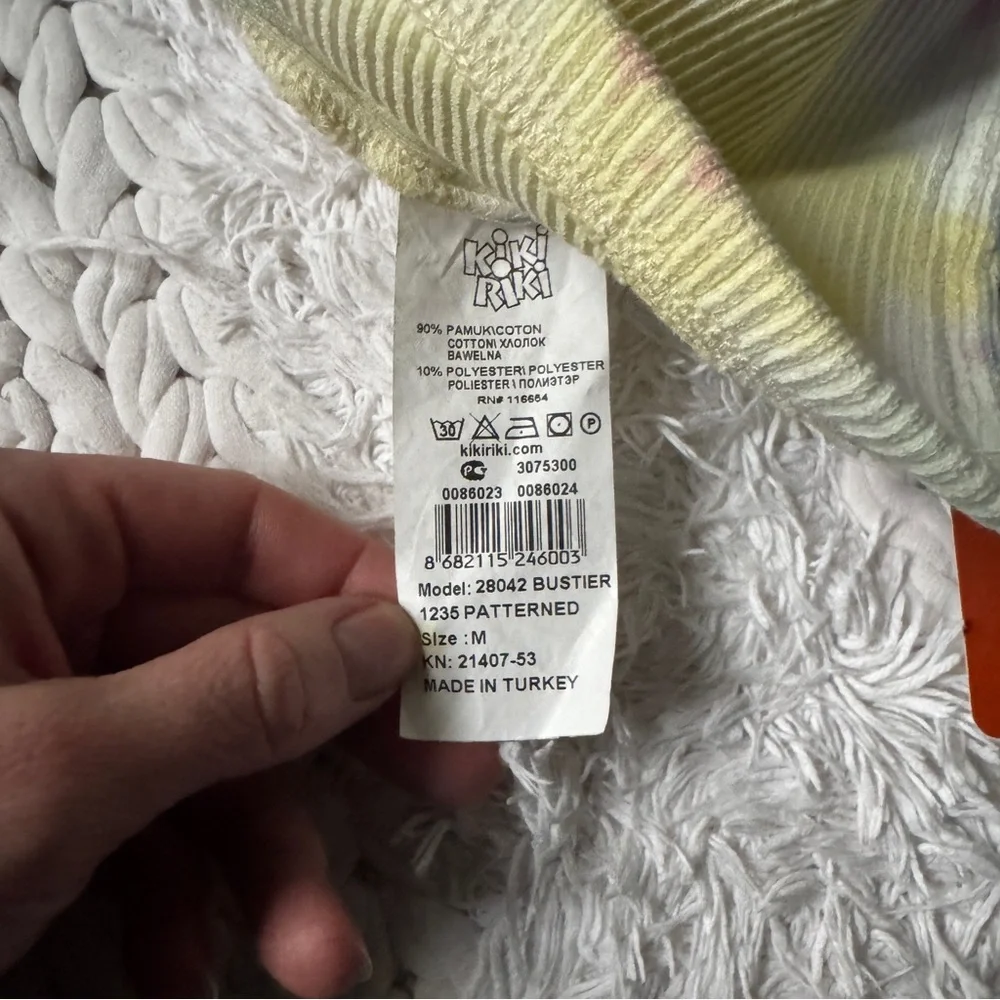 KiKi
RiKi
90% PAMUK\COTON
COTTON\ ХЛОПОК
BAWELNA
10% POLYESTER\ POLYESTER
POLIESTER \ ПОЛИЭТЭР
RN# 116664
30 P
kikiriki.com
PC 3075300
0086023 0086024
8 682115 246003
Model: 28042 BUSTIER
1235 PATTERNED
Size : M
KN: 21407-53
MADE IN TURKEY